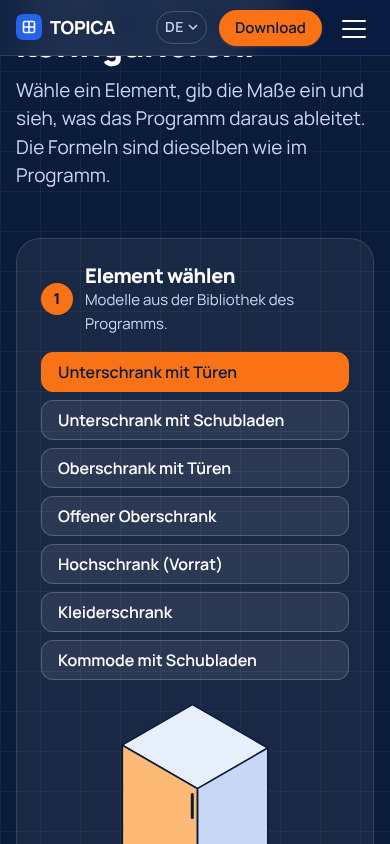 TOPICA
DE
Download
konfigurieren.
Wähle ein Element, gib die Maße ein und
sieh, was das Programm daraus ableitet.
Die Formeln sind dieselben wie im
Programm.
1
Element wählen
Modelle aus der Bibliothek des
Programms.
Unterschrank mit Türen
Unterschrank mit Schubladen
Oberschrank mit Türen
Offener Oberschrank
Hochschrank (Vorrat)
Kleiderschrank
Kommode mit Schubladen